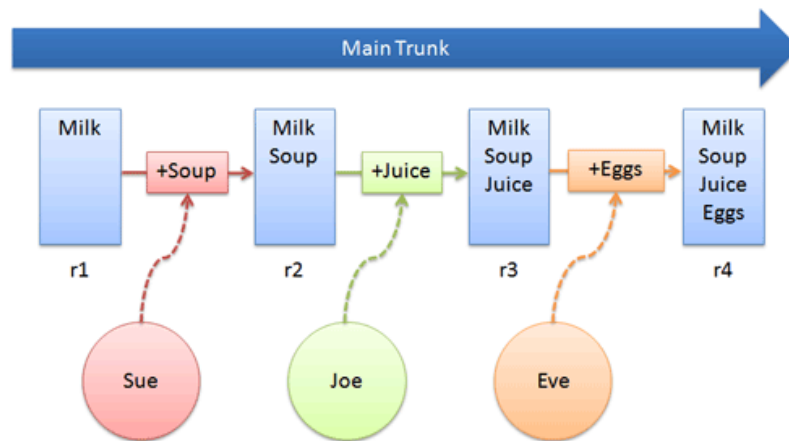 Main Trunk
Milk
+Soup
Milk
Soup
+Juice
Milk
Soup
Juice
+Eggs
Milk
Soup
Juice
Eggs
r1
r2
r3
r4
Sue
Joe
Eve